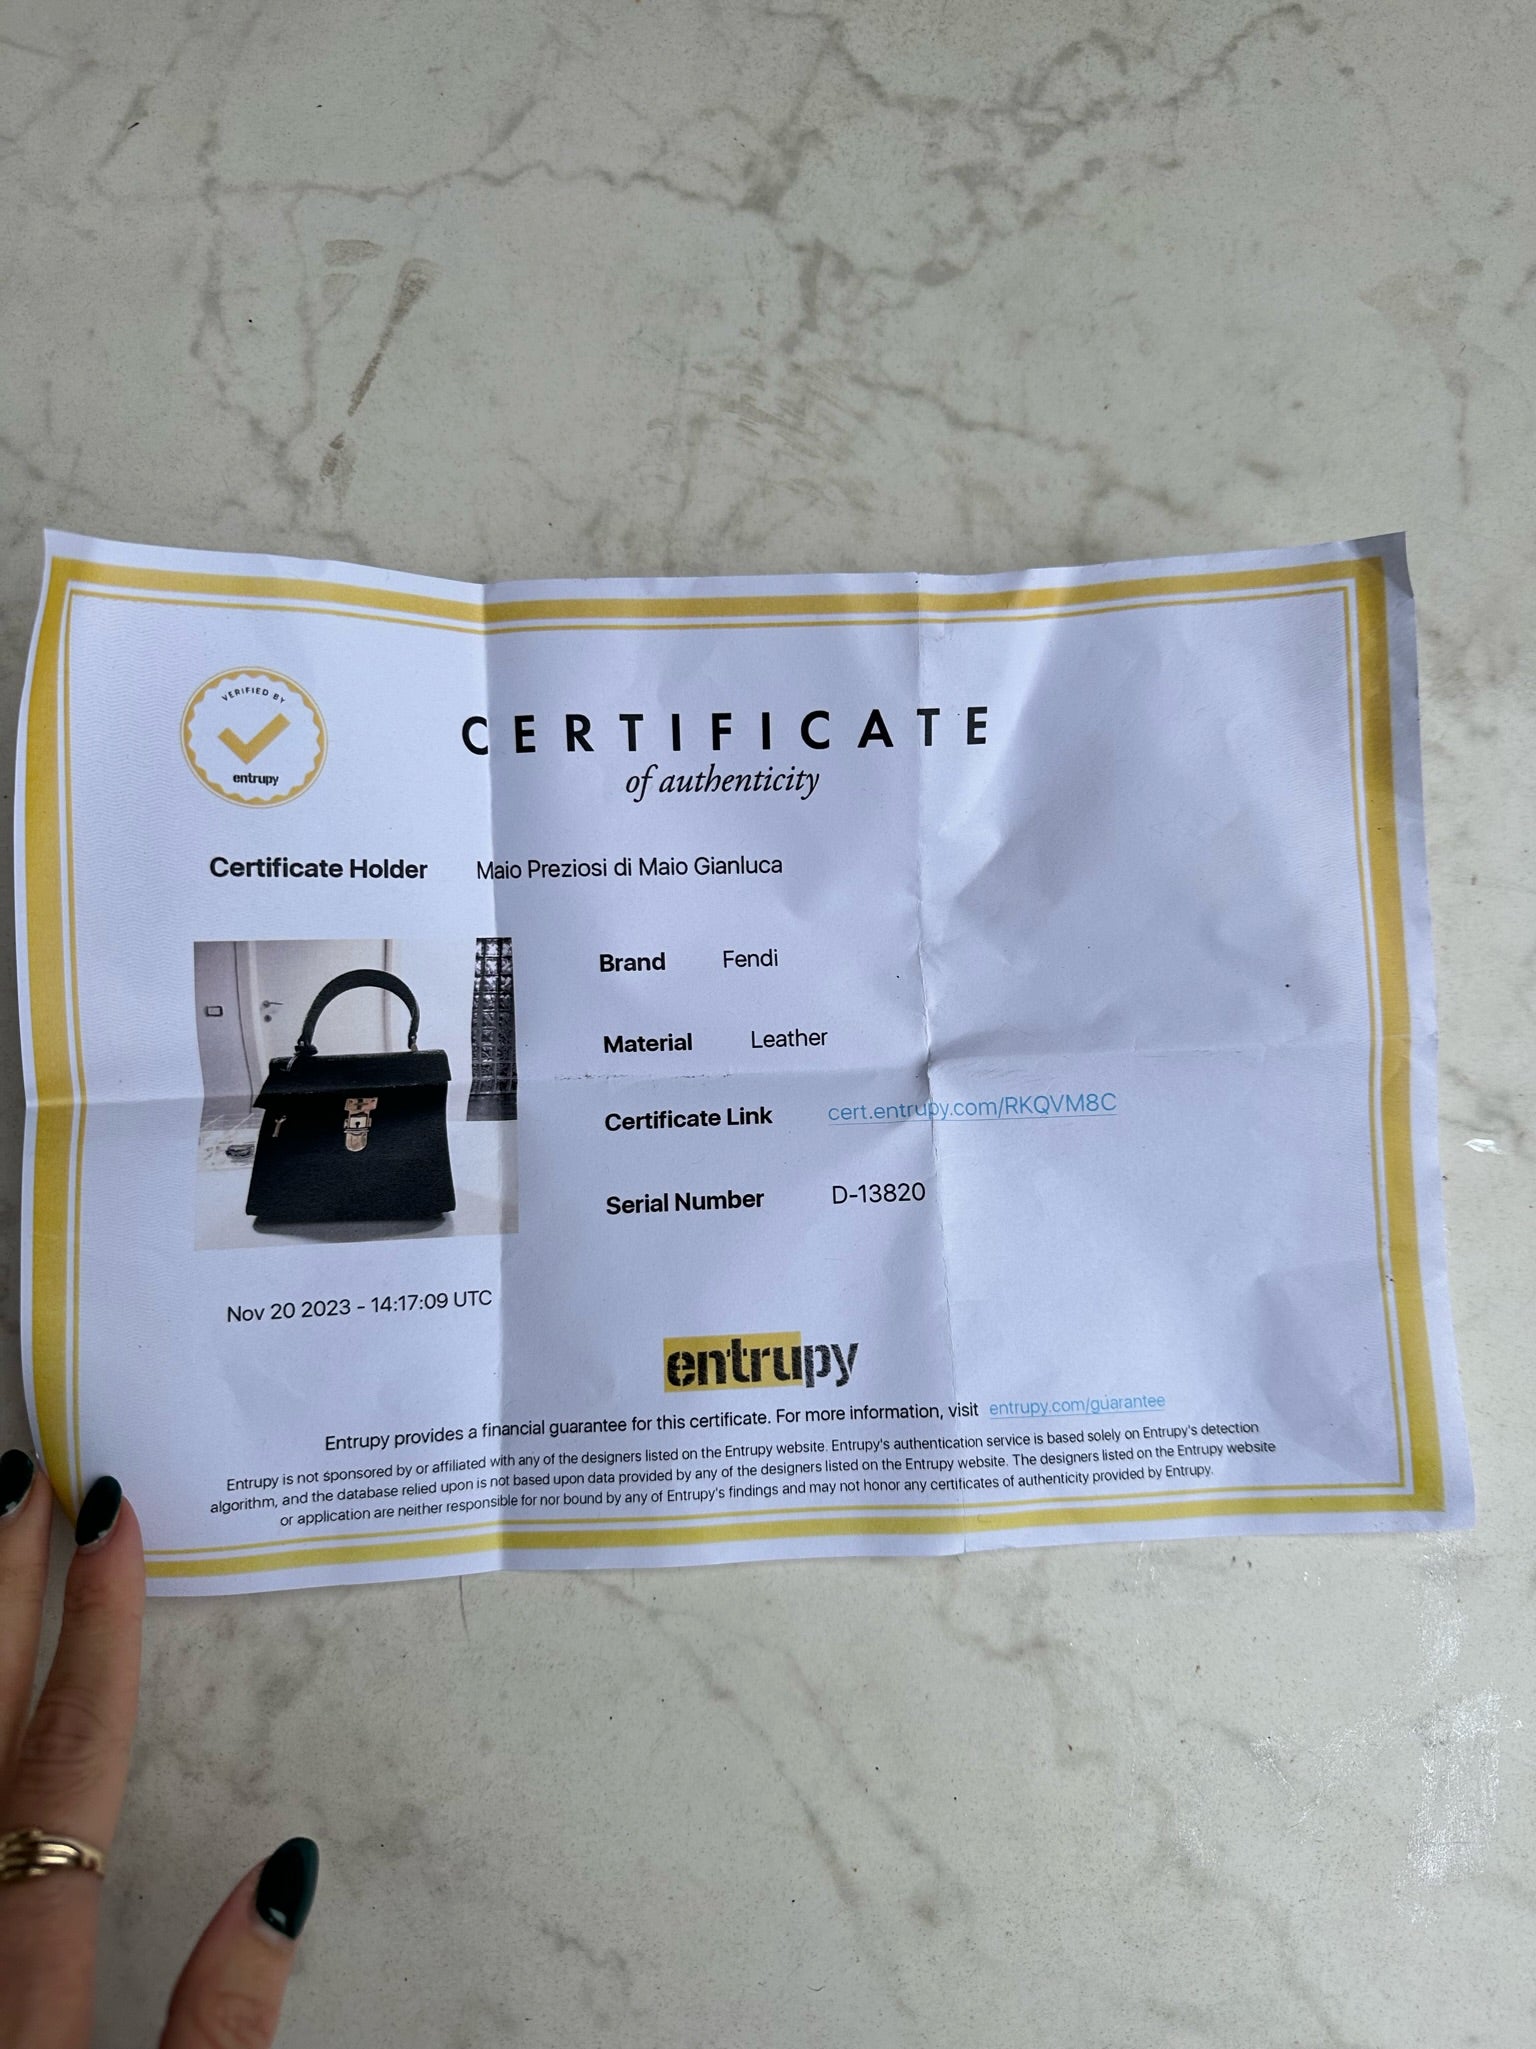 VERIFIED BY
entrupy
CERTIFICATE
of authenticity
Certificate Holder Maio Preziosi di Maio Gianluca
Brand Fendi
Material Leather
Certificate Link cert.entrupy.com/RKQVM8C
Serial Number D-13820
Nov 20 2023 - 14:17:09 UTC
entrupy
Entrupy provides a financial guarantee for this certificate. For more information, visit entrupy.com/guarantee
Entrupy is not sponsored by or affiliated with any of the designers listed on the Entrupy website. Entrupy's authentication service is based solely on Entrupy's detection
algorithm, and the database relied upon is not based upon data provided by any of the designers listed on the Entrupy website. The designers listed on the Entrupy website
or application are neither responsible for nor bound by any of Entrupy's findings and may not honor any certificates of authenticity provided by Entrupy.